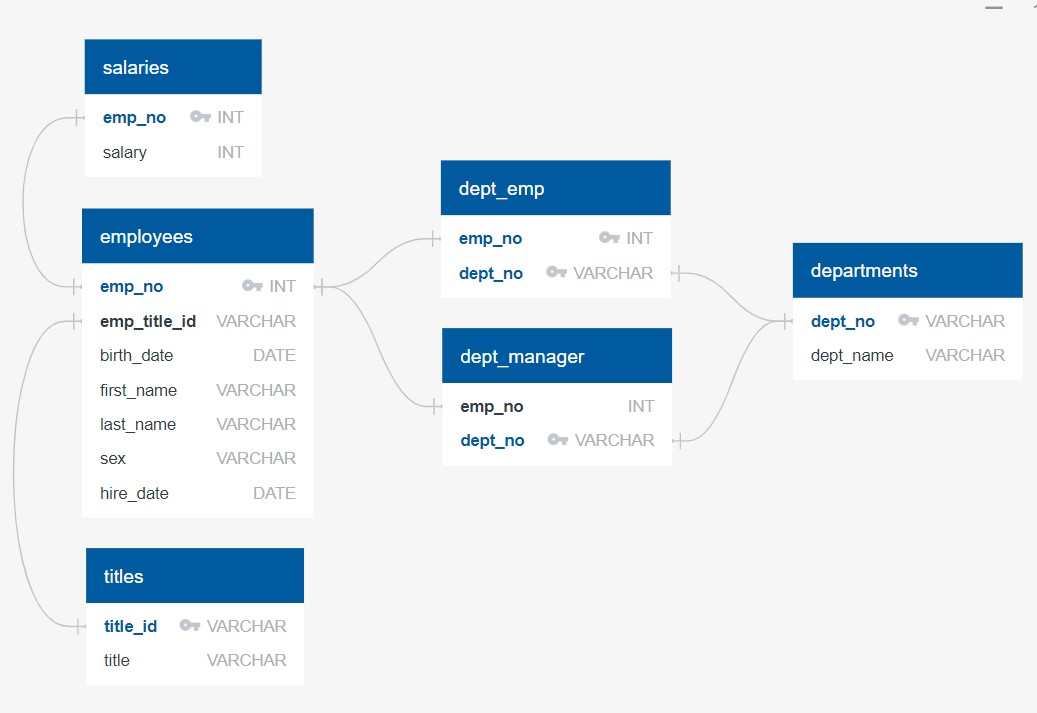 salaries
emp_no INT
salary INT
employees
emp_no INT
emp_title_id VARCHAR
birth_date DATE
first_name VARCHAR
last_name VARCHAR
sex VARCHAR
hire_date DATE
titles
title_id VARCHAR
title VARCHAR
dept_emp
emp_no INT
dept_no VARCHAR
dept_manager
emp_no INT
dept_no VARCHAR
departments
dept_no VARCHAR
dept_name VARCHAR